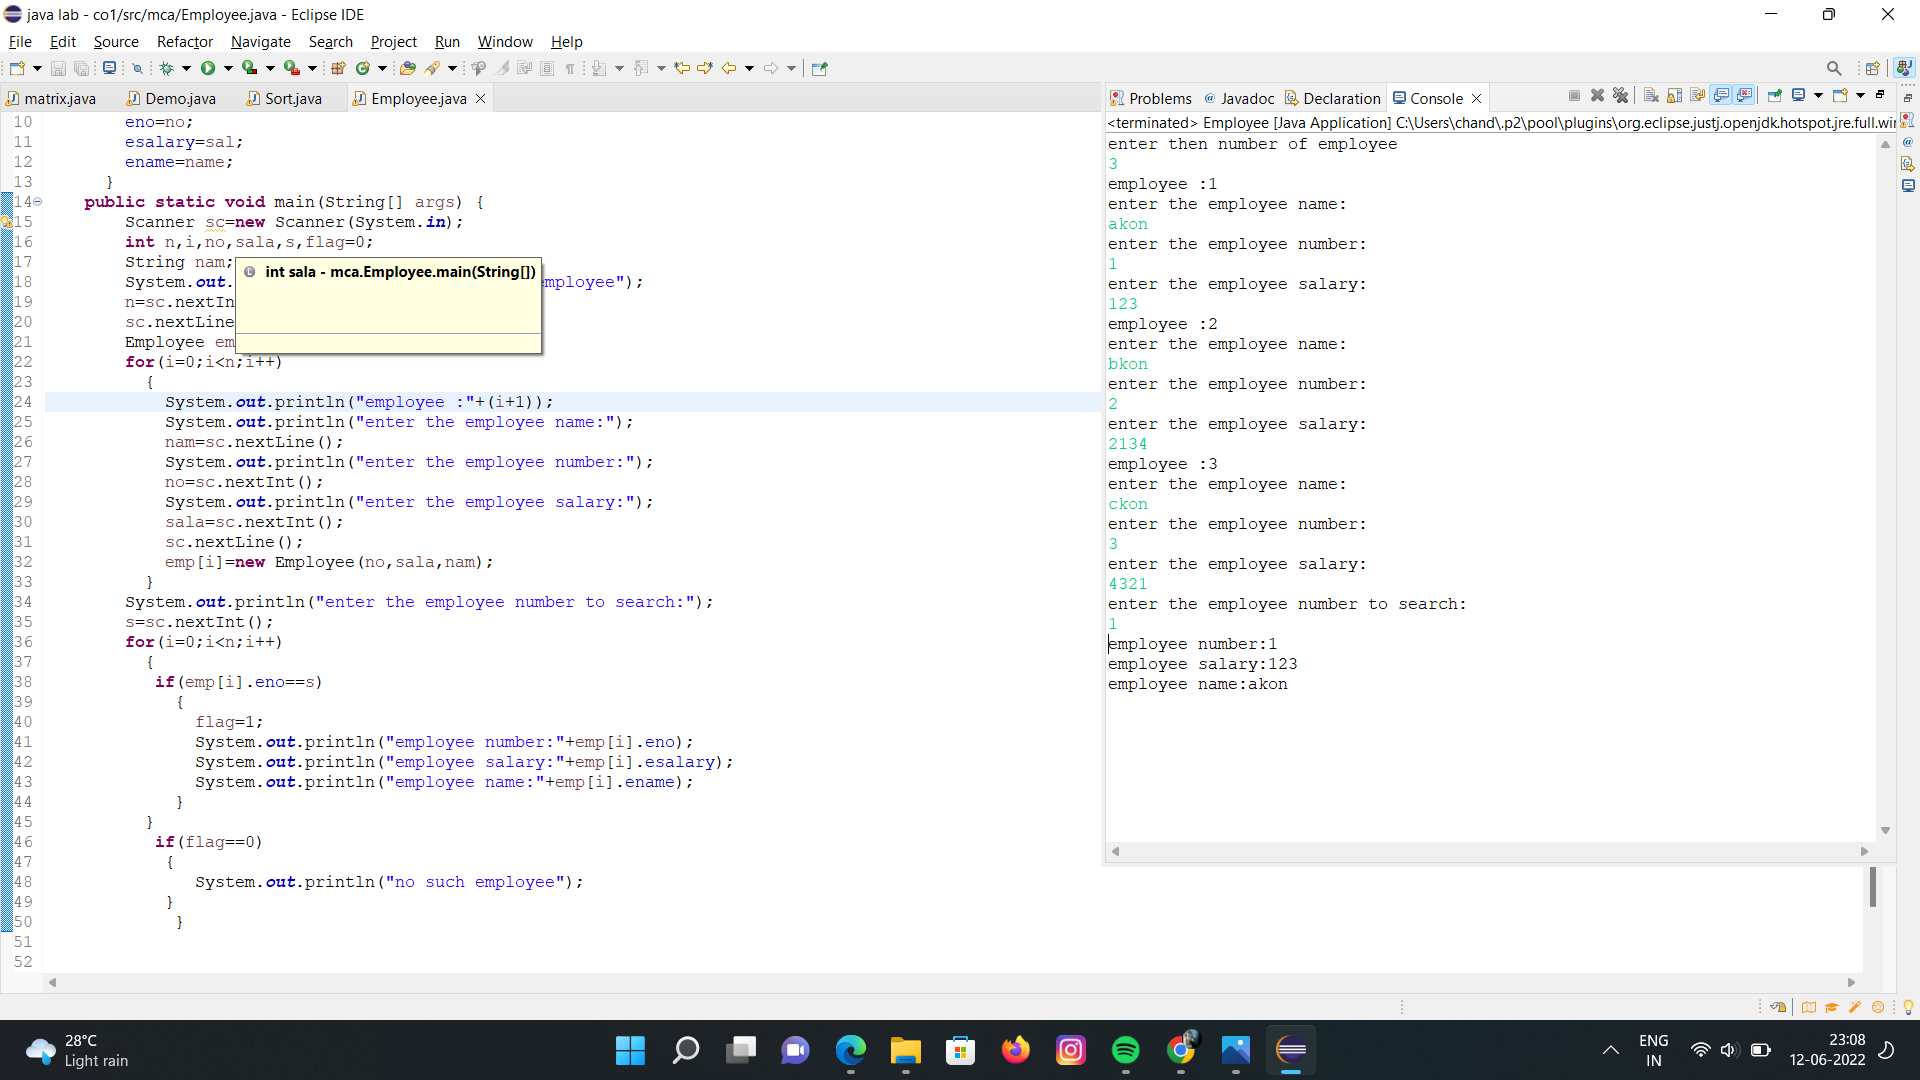 java lab - co1/src/mca/Employee.java - Eclipse IDE
File Edit Source Refactor Navigate Search Project Run Window Help
matrix.java Demo.java Sort.java Employee.java
10 eno=no;
11 esalary=sal;
12 ename=name;
13 }
14 public static void main(String[] args) {
15 Scanner sc=new Scanner(System.in);
16 int n,i,no,sala,s,flag=0;
17 String nam;
18 System.out. mployee");
19 n=sc.nextIn
20 sc.nextLine
21 Employee em
int sala - mca.Employee.main(String[])
22 for(i=0;i<n;i++)
23 {
24 System.out.println("employee :"+(i+1));
25 System.out.println("enter the employee name:");
26 nam=sc.nextLine();
27 System.out.println("enter the employee number:");
28 no=sc.nextInt();
29 System.out.println("enter the employee salary:");
30 sala=sc.nextInt();
31 sc.nextLine();
32 emp[i]=new Employee(no,sala,nam);
33 }
34 System.out.println("enter the employee number to search:");
35 s=sc.nextInt();
36 for(i=0;i<n;i++)
37 {
38 if(emp[i].eno==s)
39 {
40 flag=1;
41 System.out.println("employee number:"+emp[i].eno);
42 System.out.println("employee salary:"+emp[i].esalary);
43 System.out.println("employee name:"+emp[i].ename);
44 }
45 }
46 if(flag==0)
47 {
48 System.out.println("no such employee");
49 }
50 }
51
52
Problems @ Javadoc Declaration Console
<terminated> Employee [Java Application] C:\Users\chand\.p2\pool\plugins\org.eclipse.justj.openjdk.hotspot.jre.full.wi
enter then number of employee
3
employee :1
enter the employee name:
akon
enter the employee number:
1
enter the employee salary:
123
employee :2
enter the employee name:
bkon
enter the employee number:
2
enter the employee salary:
2134
employee :3
enter the employee name:
ckon
enter the employee number:
3
enter the employee salary:
4321
enter the employee number to search:
1
employee number:1
employee salary:123
employee name:akon
28°C
Light rain
ENG
IN
23:08
12-06-2022